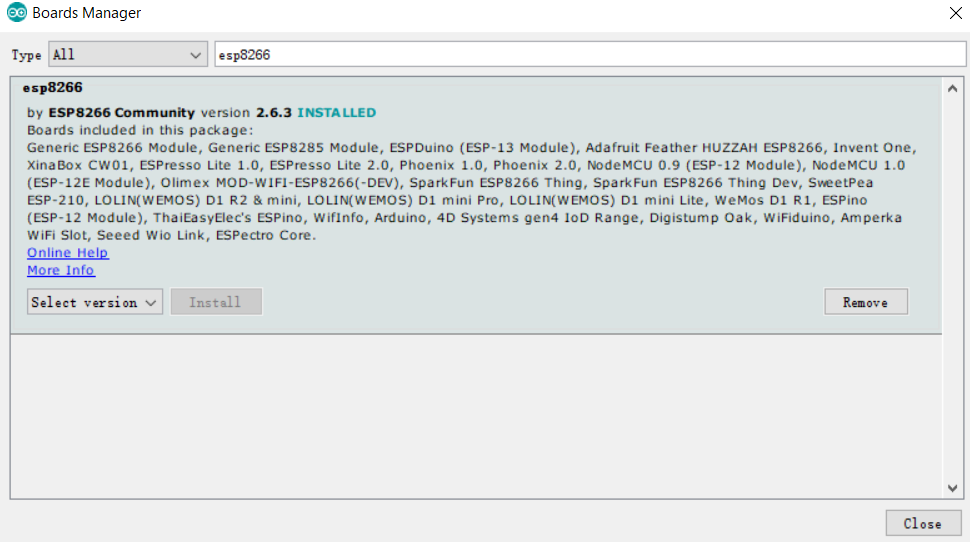 Boards Manager
Type All esp8266
esp8266
by ESP8266 Community version 2.6.3 INSTALLED
Boards included in this package:
Generic ESP8266 Module, Generic ESP8285 Module, ESPDuino (ESP-13 Module), Adafruit Feather HUZZAH ESP8266, Invent One,
XinaBox CW01, ESPresso Lite 1.0, ESPresso Lite 2.0, Phoenix 1.0, Phoenix 2.0, NodeMCU 0.9 (ESP-12 Module), NodeMCU 1.0
(ESP-12E Module), Olimex MOD-WIFI-ESP8266(-DEV), SparkFun ESP8266 Thing, SparkFun ESP8266 Thing Dev, SweetPea
ESP-210, LOLIN(WEMOS) D1 R2 & mini, LOLIN(WEMOS) D1 mini Pro, LOLIN(WEMOS) D1 mini Lite, WeMos D1 R1, ESPino
(ESP-12 Module), ThaiEasyElec's ESPino, WifInfo, Arduino, 4D Systems gen4 IoD Range, Digistump Oak, WiFiduino, Amperka
WiFi Slot, Seeed Wio Link, ESPectro Core.
Online Help
More Info
Select version Install Remove
Close